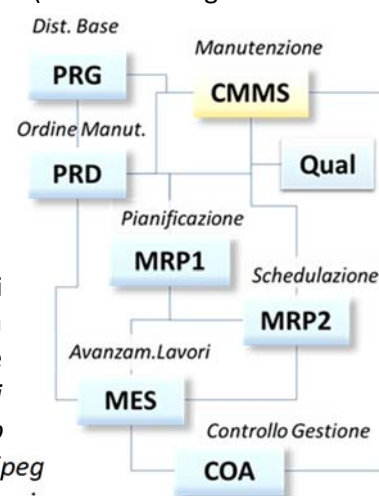 Dist. Base
Manutenzione
PRG
CMMS
Ordine Manut.
PRD
Qual
Pianificazione
MRP1
Schedulazione
MRP2
Avanzam.Lavori
MES
Controllo Gestione
COA
i
e
i
peg